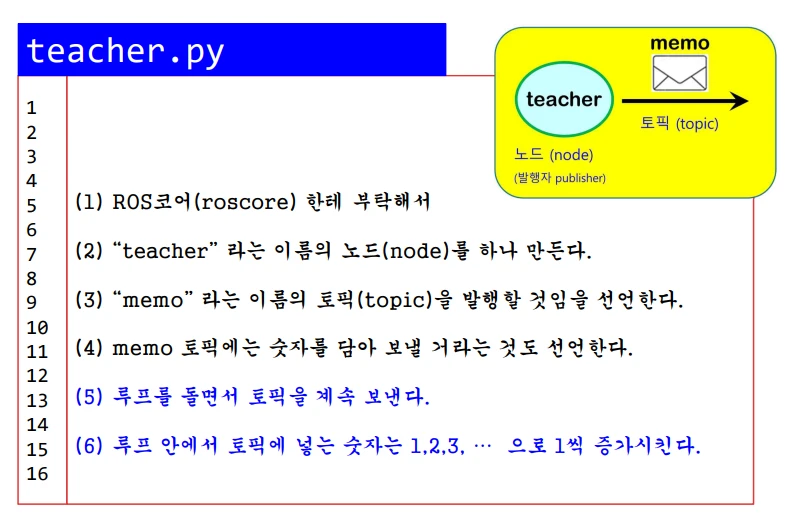 teacher.py
memo
teacher
토픽 (topic)
노드 (node)
(발행자 publisher)
1
2
3
4
5 (1) ROS코어(roscore) 한테 부탁해서
6
7 (2) “teacher” 라는 이름의 노드(node)를 하나 만든다.
8
9 (3) “memo” 라는 이름의 토픽(topic)을 발행할 것임을 선언한다.
10
11 (4) memo 토픽에는 숫자를 담아 보낼 거라는 것도 선언한다.
12
13 (5) 루프를 돌면서 토픽을 계속 보낸다.
14
15 (6) 루프 안에서 토픽에 넣는 숫자는 1,2,3, … 으로 1씩 증가시킨다.
16